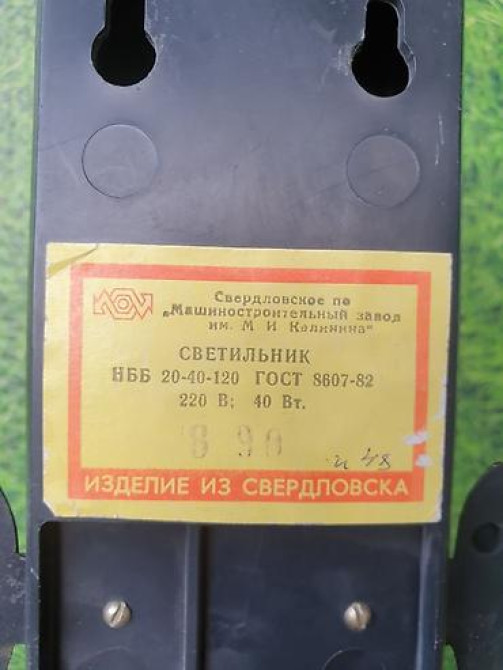 Свердловское по
„Машиностроительный завод
им. М И Калинина“
СВЕТИЛЬНИК
НББ 20-40-120 ГОСТ 8607-82
220 В; 40 Вт.
8 90
ИЗДЕЛИЕ ИЗ СВЕРДЛОВСКА